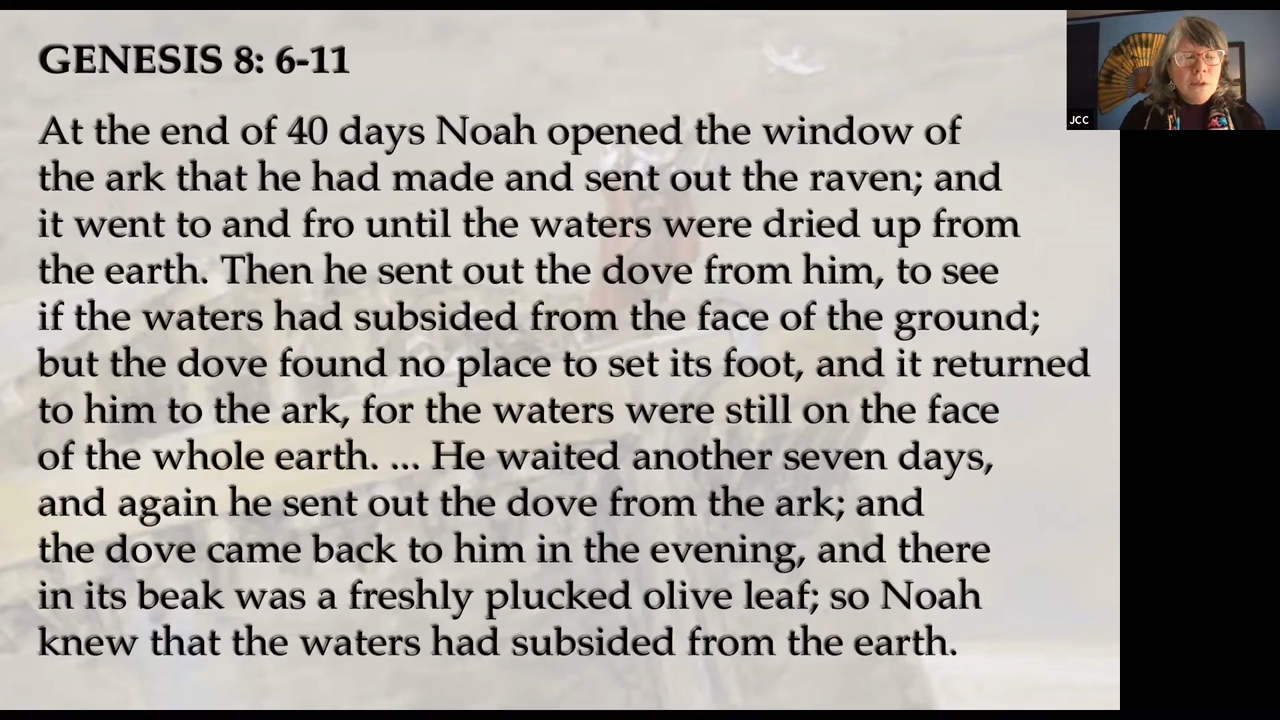 GENESIS 8: 6-11
At the end of 40 days Noah opened the window of
the ark that he had made and sent out the raven; and
it went to and fro until the waters were dried up from
the earth. Then he sent out the dove from him, to see
if the waters had subsided from the face of the ground;
but the dove found no place to set its foot, and it returned
to him to the ark, for the waters were still on the face
of the whole earth. ... He waited another seven days,
and again he sent out the dove from the ark; and
the dove came back to him in the evening, and there
in its beak was a freshly plucked olive leaf; so Noah
knew that the waters had subsided from the earth.
JCC